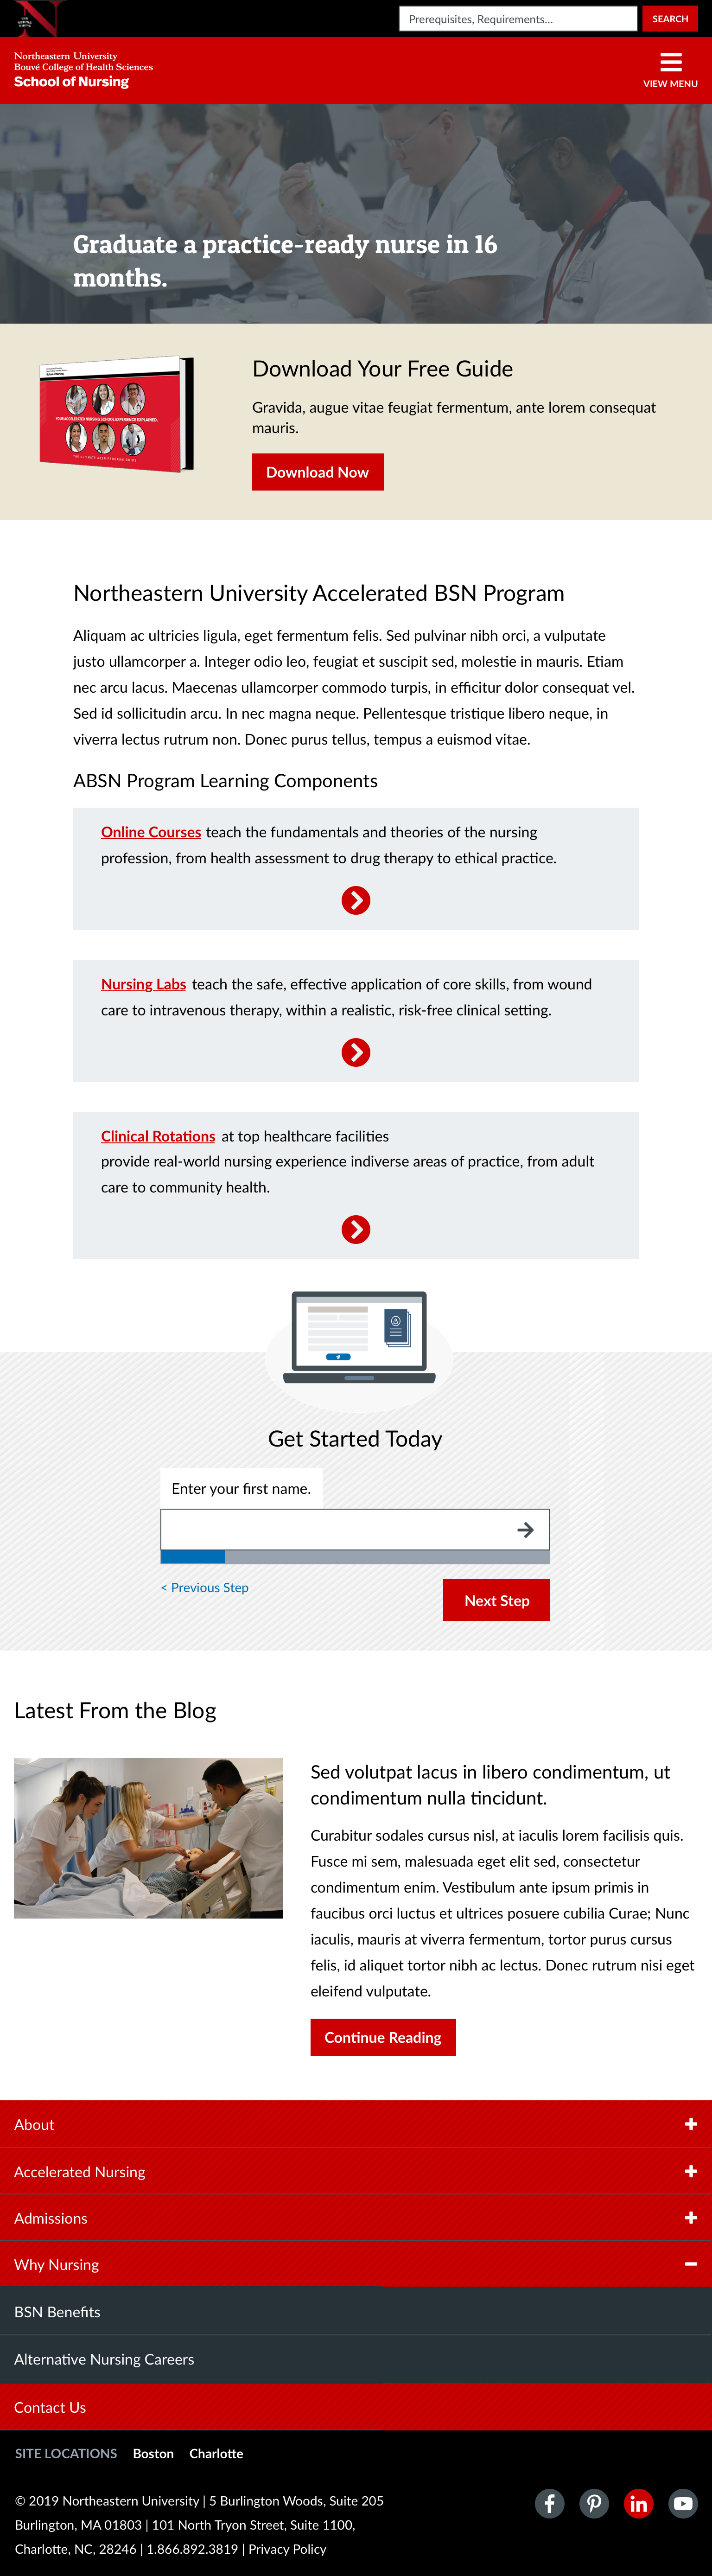 Prerequisites, Requirements...
SEARCH
Northeastern University
Bouvé College of Health Sciences
School of Nursing
VIEW MENU
Graduate a practice-ready nurse in 16
months.
YOUR ACCELERATED NURSING SCHOOL EXPERIENCE EXPLAINED.
THE ULTIMATE ABSN PROGRAM GUIDE
Download Your Free Guide
Gravida, augue vitae feugiat fermentum, ante lorem consequat
mauris.
Download Now
Northeastern University Accelerated BSN Program
Aliquam ac ultricies ligula, eget fermentum felis. Sed pulvinar nibh orci, a vulputate
justo ullamcorper a. Integer odio leo, feugiat et suscipit sed, molestie in mauris. Etiam
nec arcu lacus. Maecenas ullamcorper commodo turpis, in efficitur dolor consequat vel.
Sed id sollicitudin arcu. In nec magna neque. Pellentesque tristique libero neque, in
viverra lectus rutrum non. Donec purus tellus, tempus a euismod vitae.
ABSN Program Learning Components
Online Courses teach the fundamentals and theories of the nursing
profession, from health assessment to drug therapy to ethical practice.
Nursing Labs teach the safe, effective application of core skills, from wound
care to intravenous therapy, within a realistic, risk-free clinical setting.
Clinical Rotations at top healthcare facilities
provide real-world nursing experience indiverse areas of practice, from adult
care to community health.
Get Started Today
Enter your first name.
< Previous Step
Next Step
Latest From the Blog
Sed volutpat lacus in libero condimentum, ut
condimentum nulla tincidunt.
Curabitur sodales cursus nisl, at iaculis lorem facilisis quis.
Fusce mi sem, malesuada eget elit sed, consectetur
condimentum enim. Vestibulum ante ipsum primis in
faucibus orci luctus et ultrices posuere cubilia Curae; Nunc
iaculis, mauris at viverra fermentum, tortor purus cursus
felis, id aliquet tortor nibh ac lectus. Donec rutrum nisi eget
eleifend vulputate.
Continue Reading
About
Accelerated Nursing
Admissions
Why Nursing
BSN Benefits
Alternative Nursing Careers
Contact Us
SITE LOCATIONS Boston Charlotte
© 2019 Northeastern University | 5 Burlington Woods, Suite 205
Burlington, MA 01803 | 101 North Tryon Street, Suite 1100,
Charlotte, NC, 28246 | 1.866.892.3819 | Privacy Policy